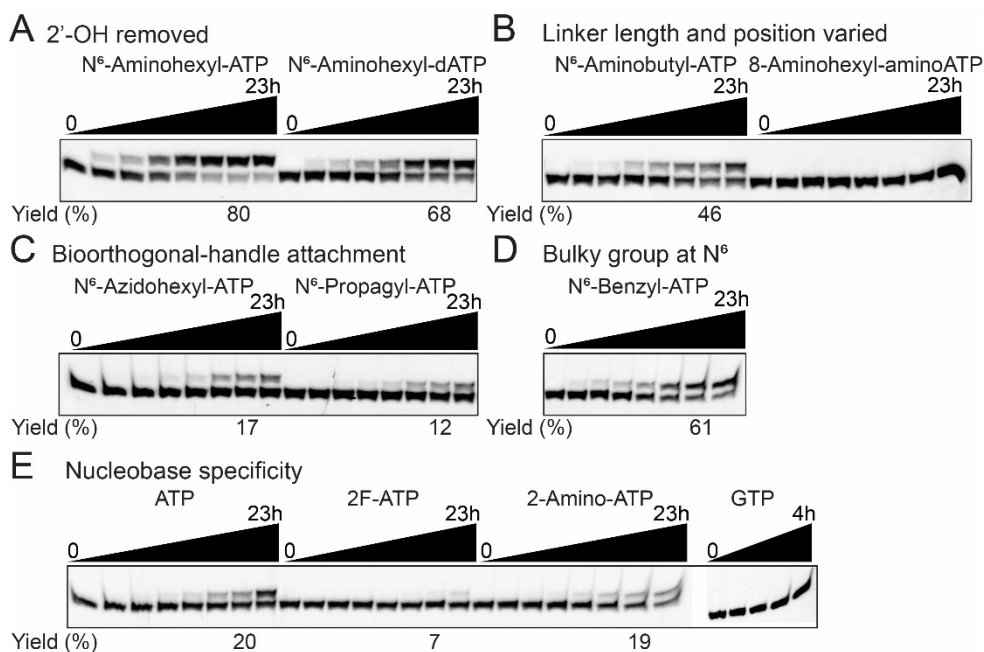 A 2'-OH removed
N⁶-Aminohexyl-ATP N⁶-Aminohexyl-dATP
0 23h 0 23h
Yield (%) 80 68
B Linker length and position varied
N⁶-Aminobutyl-ATP 8-Aminohexyl-aminoATP
0 23h 0 23h
46
C Bioorthogonal-handle attachment
N⁶-Azidohexyl-ATP N⁶-Propagyl-ATP
0 23h 0 23h
Yield (%) 17 12
D Bulky group at N⁶
N⁶-Benzyl-ATP
0 23h
Yield (%) 61
E Nucleobase specificity
ATP 2F-ATP 2-Amino-ATP GTP
0 23h 0 23h 0 23h 0 4h
Yield (%) 20 7 19